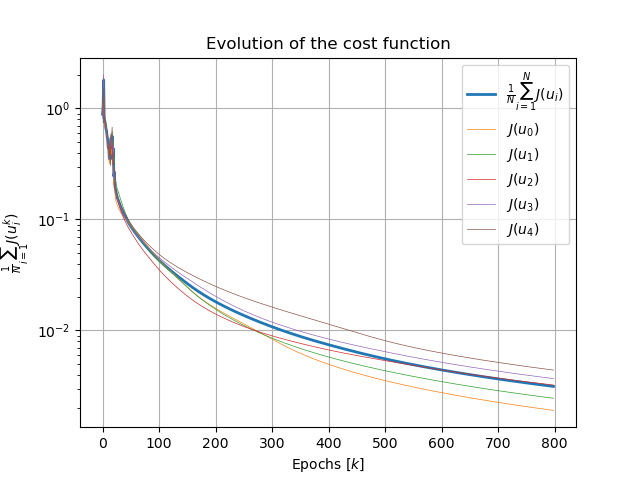 Evolution of the cost function
$\frac{1}{N}\sum_{i=1}^{N} J(u_i)$
$J(u_0)$
$J(u_1)$
$J(u_2)$
$J(u_3)$
$J(u_4)$
$10^0$
$10^{-1}$
$10^{-2}$
$\frac{1}{N}\sum_{i=1} J(u_i^k)$
0 100 200 300 400 500 600 700 800
Epochs [$k$]